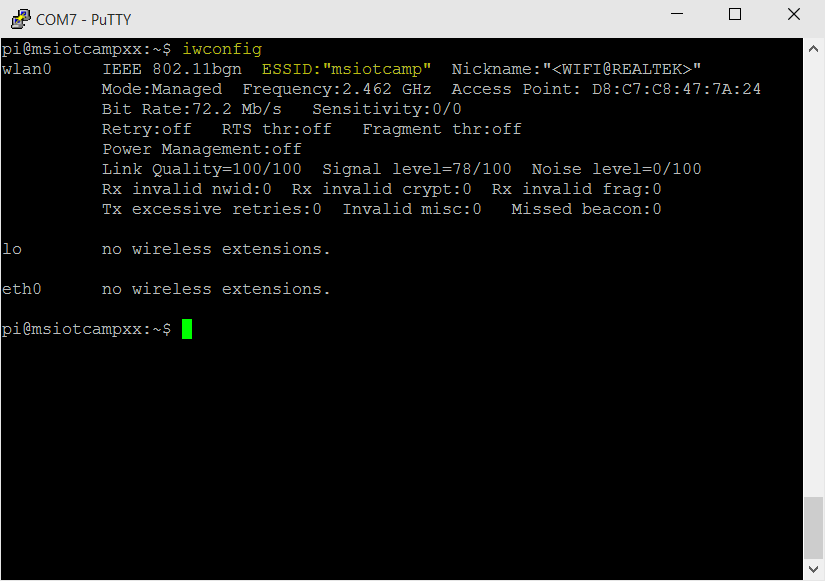 COM7 - PuTTY
pi@msiotcampxx:~$ iwconfig
wlan0     IEEE 802.11bgn  ESSID:"msiotcamp"  Nickname:"<WIFI@REALTEK>"
          Mode:Managed  Frequency:2.462 GHz  Access Point: D8:C7:C8:47:7A:24
          Bit Rate:72.2 Mb/s   Sensitivity:0/0
          Retry:off   RTS thr:off   Fragment thr:off
          Power Management:off
          Link Quality=100/100  Signal level=78/100  Noise level=0/100
          Rx invalid nwid:0  Rx invalid crypt:0  Rx invalid frag:0
          Tx excessive retries:0  Invalid misc:0   Missed beacon:0
lo        no wireless extensions.
eth0      no wireless extensions.
pi@msiotcampxx:~$